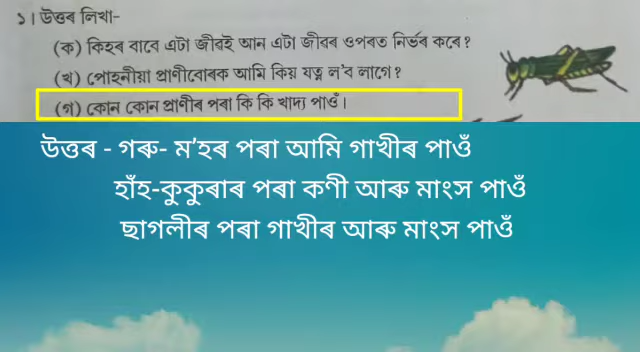 ১। উত্তৰ লিখা-
(ক) কিহৰ বাবে এটা জীৱই আন এটা জীৱৰ ওপৰত নিৰ্ভৰ কৰে?
(খ) পোহনীয়া প্ৰাণীবোৰক আমি কিয় যত্ন ল'ব লাগে?
(গ) কোন কোন প্ৰাণীৰ পৰা কি কি খাদ্য পাওঁ।
উত্তৰ - গৰু- ম'হৰ পৰা আমি গাখীৰ পাওঁ
হাঁহ-কুকুৰাৰ পৰা কণী আৰু মাংস পাওঁ
ছাগলীৰ পৰা গাখীৰ আৰু মাংস পাওঁ